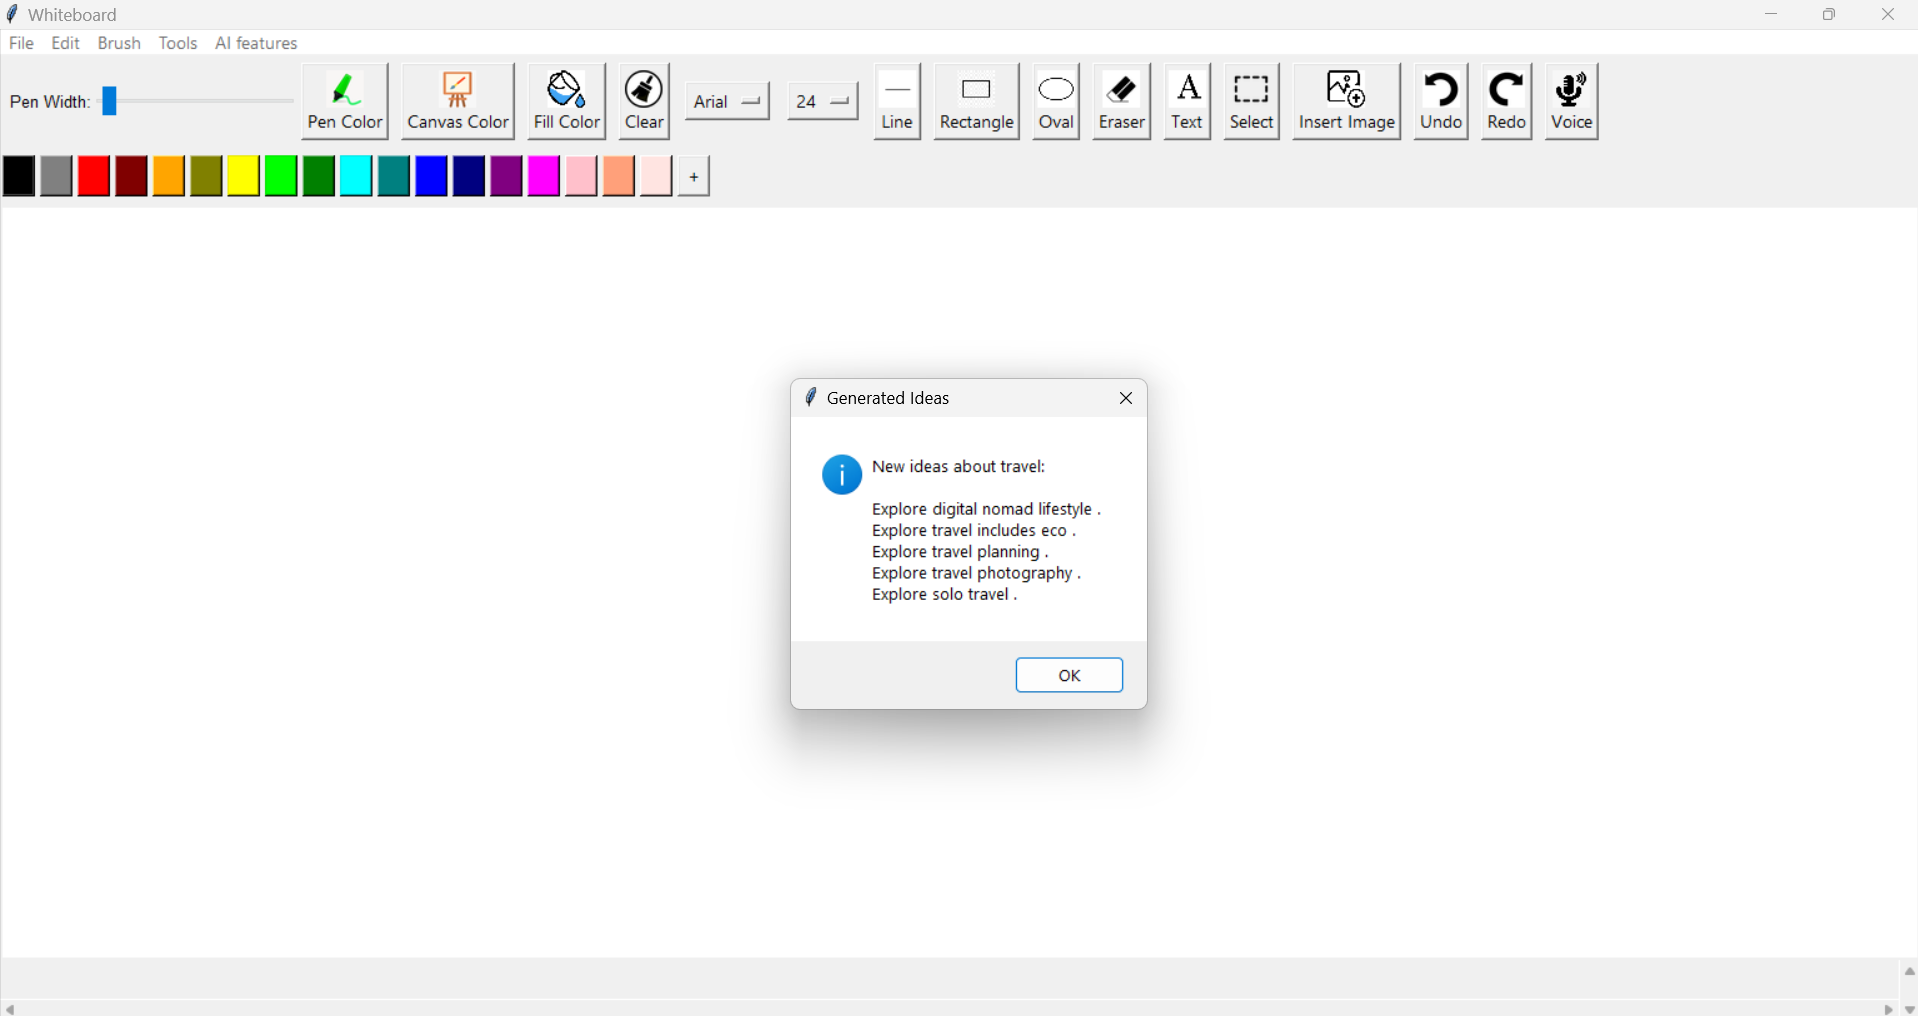 Whiteboard
File Edit Brush Tools AI features
Pen Width:
Pen Color Canvas Color Fill Color Clear Arial 24 Line Rectangle Oval Eraser Text Select Insert Image Undo Redo Voice
+
Generated Ideas
New ideas about travel:
Explore digital nomad lifestyle .
Explore travel includes eco .
Explore travel planning .
Explore travel photography .
Explore solo travel .
OK